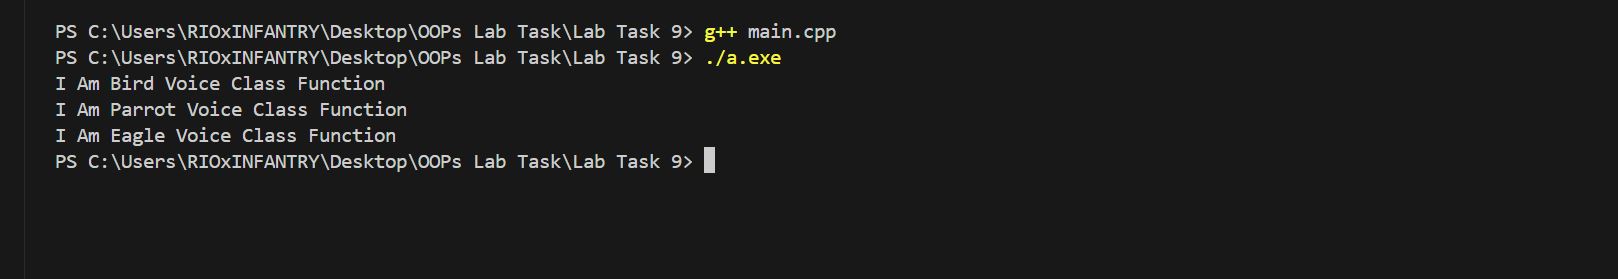 PS C:\Users\RIOxINFANTRY\Desktop\OOPs Lab Task\Lab Task 9> g++ main.cpp
PS C:\Users\RIOxINFANTRY\Desktop\OOPs Lab Task\Lab Task 9> ./a.exe
I Am Bird Voice Class Function
I Am Parrot Voice Class Function
I Am Eagle Voice Class Function
PS C:\Users\RIOxINFANTRY\Desktop\OOPs Lab Task\Lab Task 9>